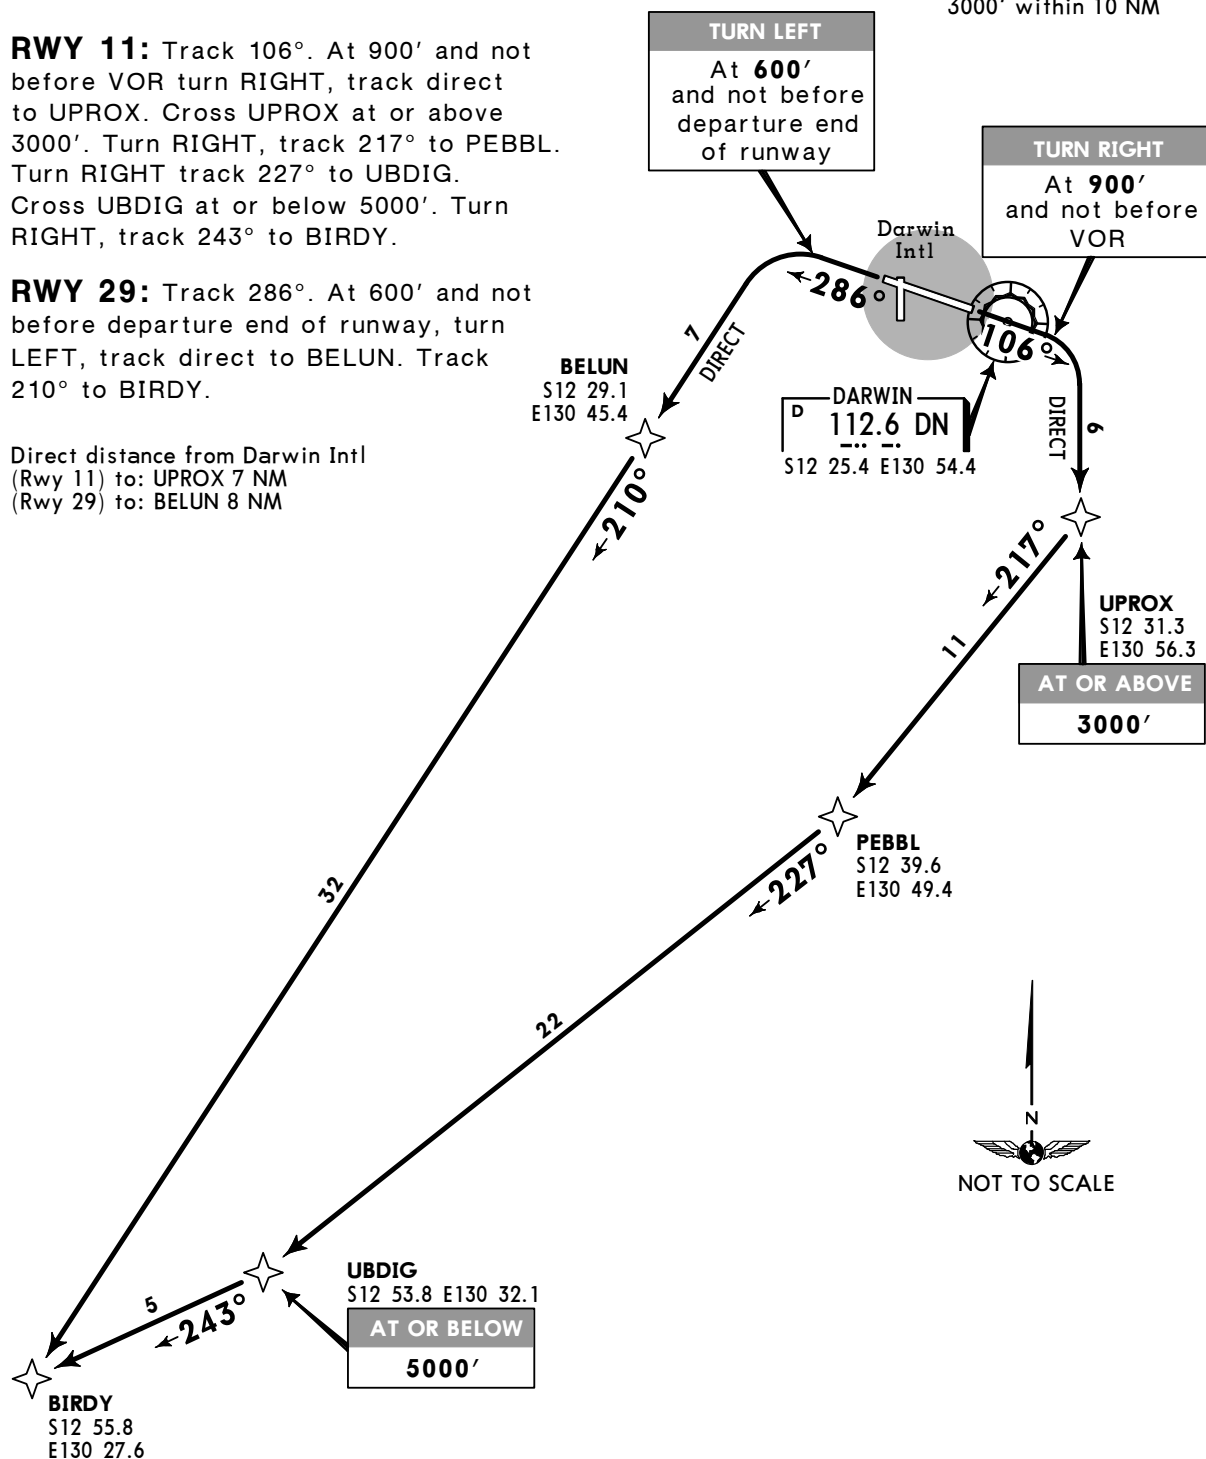 3000' within 10 NM
RWY 11: Track 106°. At 900' and not
before VOR turn RIGHT, track direct
to UPROX. Cross UPROX at or above
3000'. Turn RIGHT, track 217° to PEBBL.
Turn RIGHT track 227° to UBDIG.
Cross UBDIG at or below 5000'. Turn
RIGHT, track 243° to BIRDY.
RWY 29: Track 286°. At 600' and not
before departure end of runway, turn
LEFT, track direct to BELUN. Track
210° to BIRDY.
Direct distance from Darwin Intl
(Rwy 11) to: UPROX 7 NM
(Rwy 29) to: BELUN 8 NM
TURN LEFT
At 600'
and not before
departure end
of runway
TURN RIGHT
At 900'
and not before
VOR
Darwin
Intl
286°
106°
7
DIRECT
BELUN
S12 29.1
E130 45.4
DARWIN
D 112.6 DN
S12 25.4 E130 54.4
6
DIRECT
210°
217°
UPROX
S12 31.3
E130 56.3
AT OR ABOVE
3000'
11
PEBBL
S12 39.6
E130 49.4
227°
32
22
N
NOT TO SCALE
UBDIG
S12 53.8 E130 32.1
AT OR BELOW
5000'
5
243°
BIRDY
S12 55.8
E130 27.6